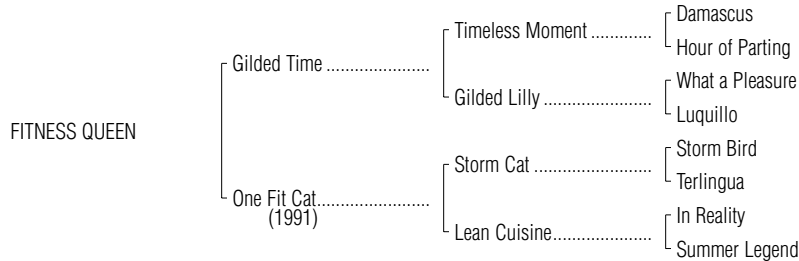 Damascus
Timeless Moment .............
Hour of Parting
Gilded Time ......................
What a Pleasure
Gilded Lilly .......................
Luquillo
FITNESS QUEEN
Storm Bird
Storm Cat .......................
Terlingua
One Fit Cat........................
(1991)
In Reality
Lean Cuisine....................
Summer Legend